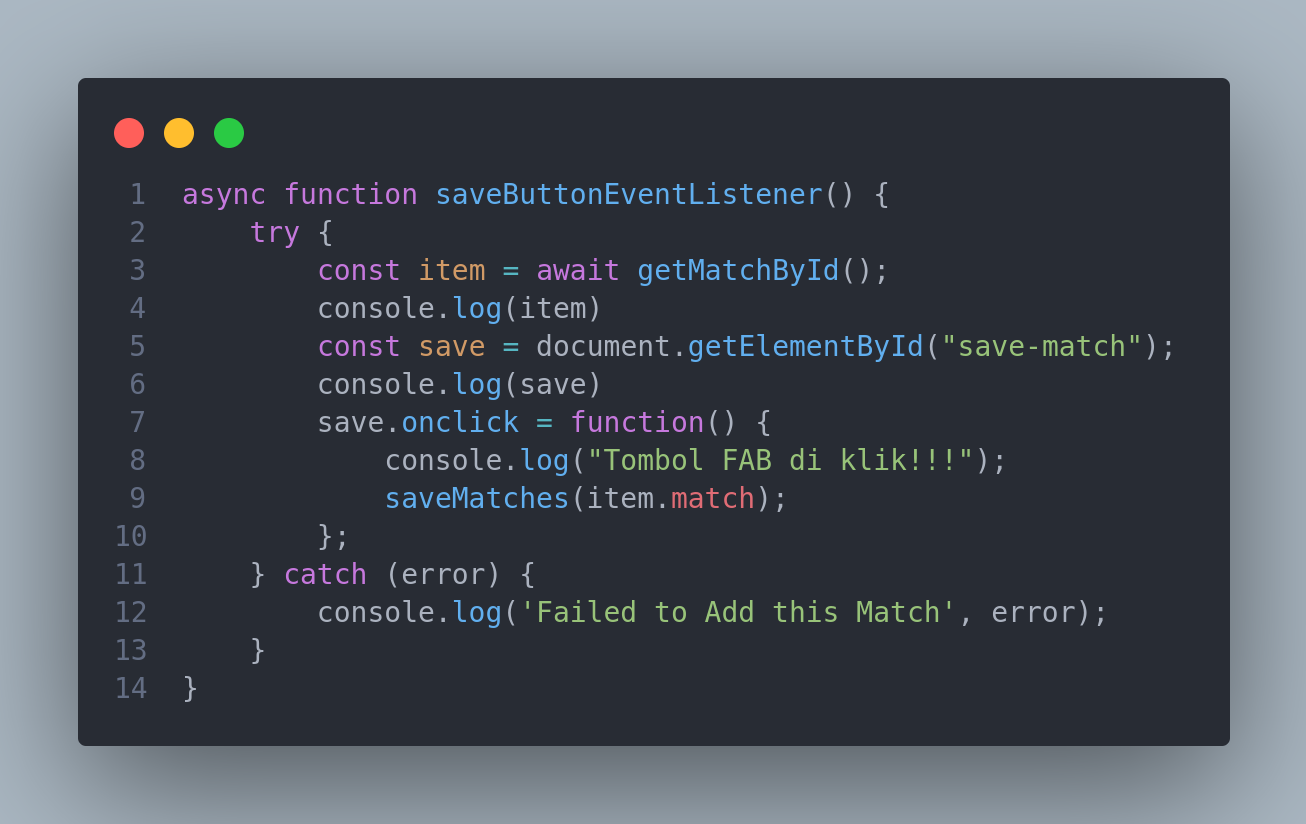 1 async function saveButtonEventListener() {
2     try {
3         const item = await getMatchById();
4         console.log(item)
5         const save = document.getElementById("save-match");
6         console.log(save)
7         save.onclick = function() {
8             console.log("Tombol FAB di klik!!!");
9             saveMatches(item.match);
10         };
11     } catch (error) {
12         console.log('Failed to Add this Match', error);
13     }
14 }